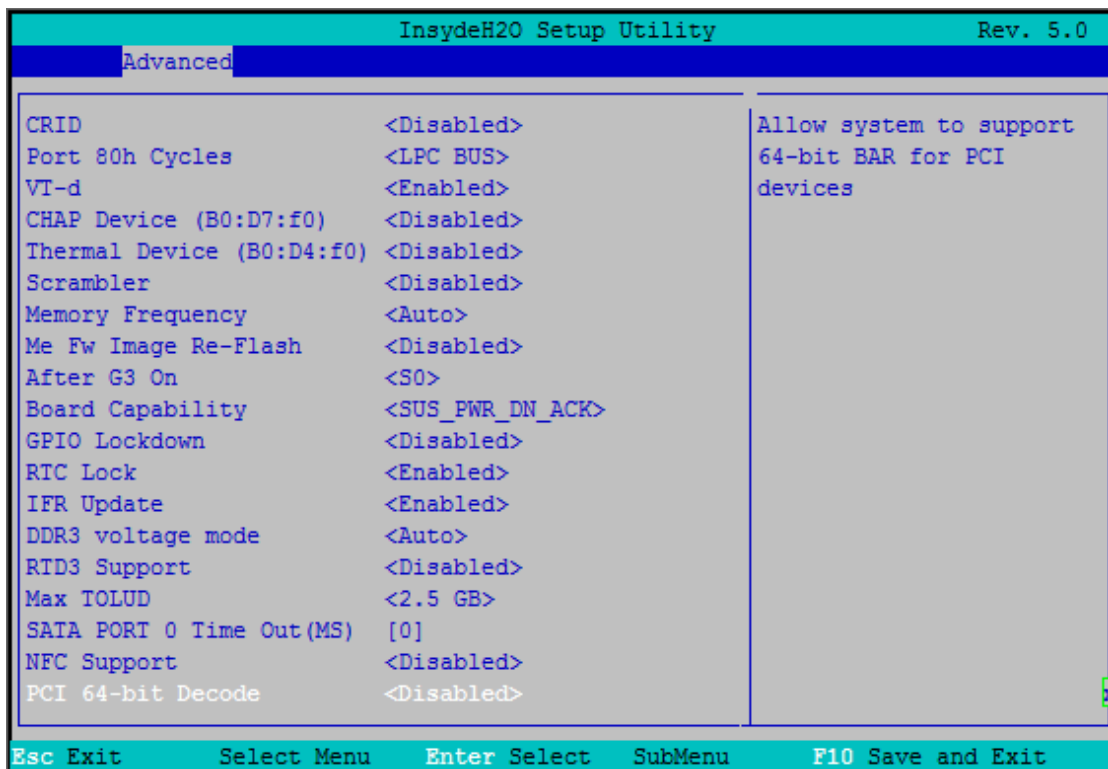 InsydeH2O Setup Utility Rev. 5.0
Advanced
CRID <Disabled>
Port 80h Cycles <LPC BUS>
VT-d <Enabled>
CHAP Device (B0:D7:f0) <Disabled>
Thermal Device (B0:D4:f0) <Disabled>
Scrambler <Disabled>
Memory Frequency <Auto>
Me Fw Image Re-Flash <Disabled>
After G3 On <S0>
Board Capability <SUS_PWR_DN_ACK>
GPIO Lockdown <Disabled>
RTC Lock <Enabled>
IFR Update <Enabled>
DDR3 voltage mode <Auto>
RTD3 Support <Disabled>
Max TOLUD <2.5 GB>
SATA PORT 0 Time Out(MS) [0]
NFC Support <Disabled>
PCI 64-bit Decode <Disabled>
Allow system to support
64-bit BAR for PCI
devices
Esc Exit Select Menu Enter Select SubMenu F10 Save and Exit